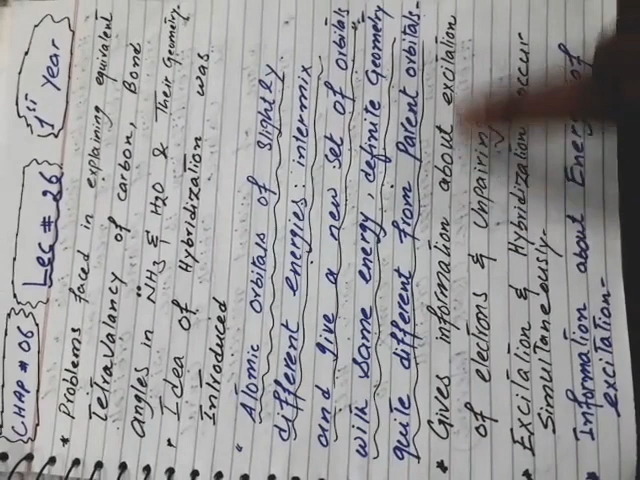 CHAP # 06 Lec # 26 1st Year
* Problems faced in explaining equivalent
Tetravalancy of carbon, Bond
angles in NH3 & H2O & Their Geometry
* Idea of Hybridization was
Introduced
" Atomic orbitals of slightly
different energies: intermix
and give a new set of orbitals
with same energy, definite Geometry
quite different from Parent orbitals-
* Gives information about excitation
of electrons & Unpairing
* Excitation & Hybridization occur
Simultaneously-
* Information about Energy of
excitation-